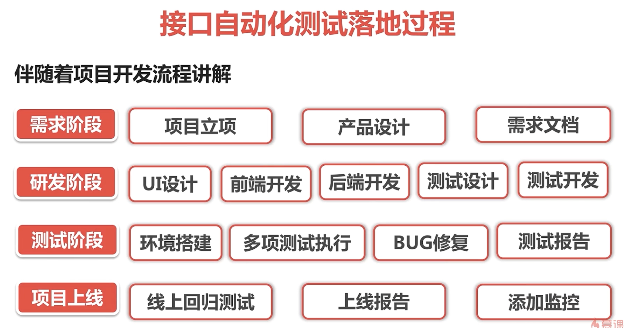 接口自动化测试落地过程
伴随着项目开发流程讲解
需求阶段 项目立项 产品设计 需求文档
研发阶段 UI设计 前端开发 后端开发 测试设计 测试开发
测试阶段 环境搭建 多项测试执行 BUG修复 测试报告
项目上线 线上回归测试 上线报告 添加监控
慕课